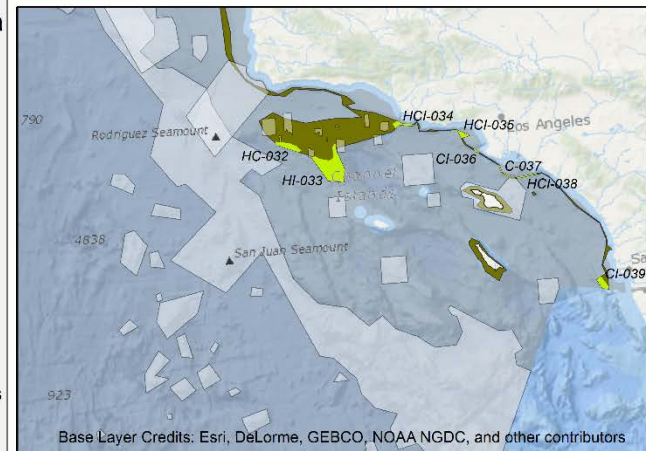 a
HCI-034
790
HCI-035
Los Angeles
Rodriguez Seamount
HC-032
CI-036
C-037
HI-033
Channel
Islands
HCI-038
4838
San Juan Seamount
CI-039
Sa
923
s
Base Layer Credits: Esri, DeLorme, GEBCO, NOAA NGDC, and other contributors